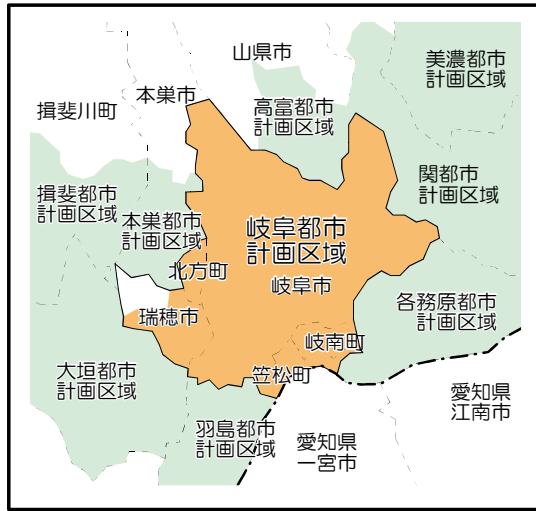 山県市
美濃都市
計画区域
本巣市
高富都市
計画区域
揖斐川町
関都市
計画区域
揖斐都市
計画区域
本巣都市
計画区域
岐阜都市
計画区域
北方町
岐阜市
各務原都市
計画区域
瑞穂市
岐南町
大垣都市
計画区域
笠松町
愛知県
江南市
羽島都市
計画区域
愛知県
一宮市